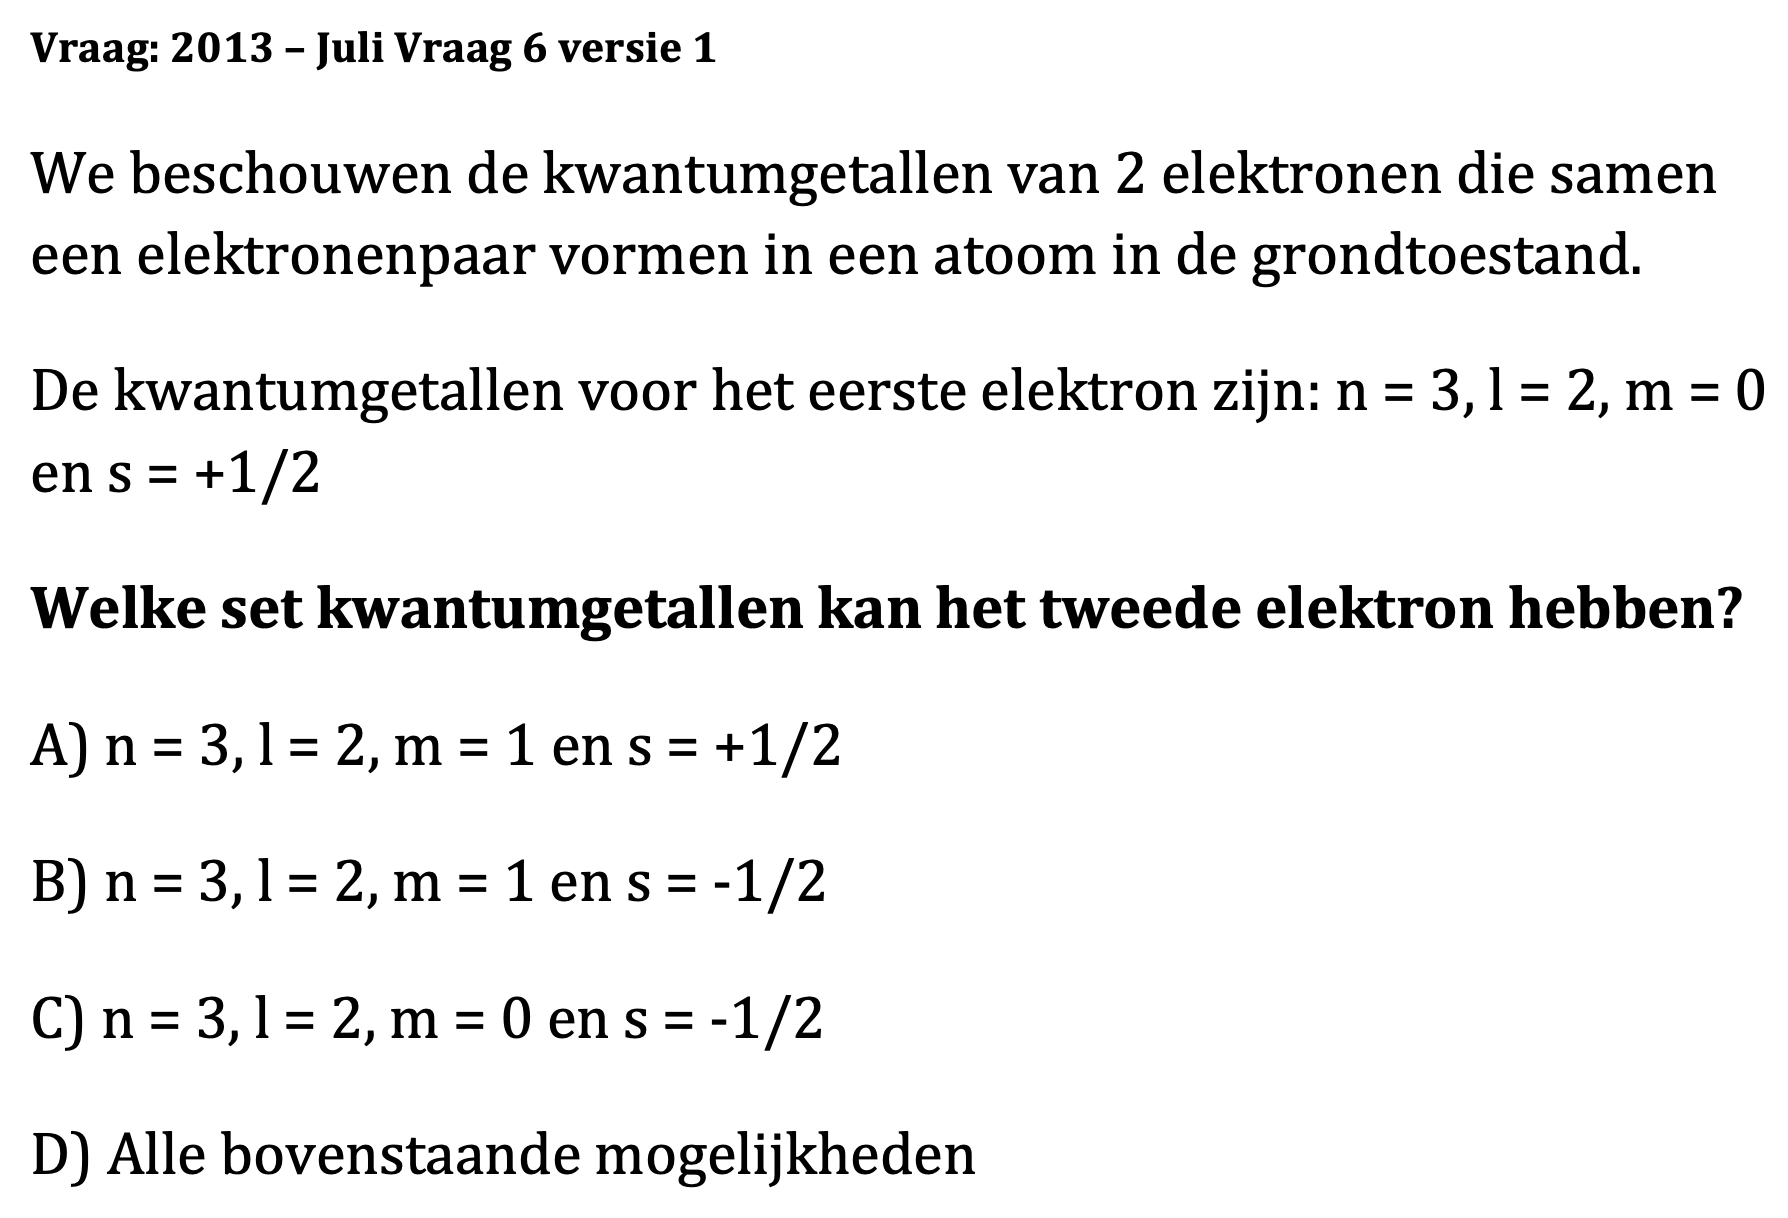 Vraag: 2013 – Juli Vraag 6 versie 1
We beschouwen de kwantumgetallen van 2 elektronen die samen
een elektronenpaar vormen in een atoom in de grondtoestand.
De kwantumgetallen voor het eerste elektron zijn: n = 3, l = 2, m = 0
en s = +1/2
Welke set kwantumgetallen kan het tweede elektron hebben?
A) n = 3, l = 2, m = 1 en s = +1/2
B) n = 3, l = 2, m = 1 en s = -1/2
C) n = 3, l = 2, m = 0 en s = -1/2
D) Alle bovenstaande mogelijkheden